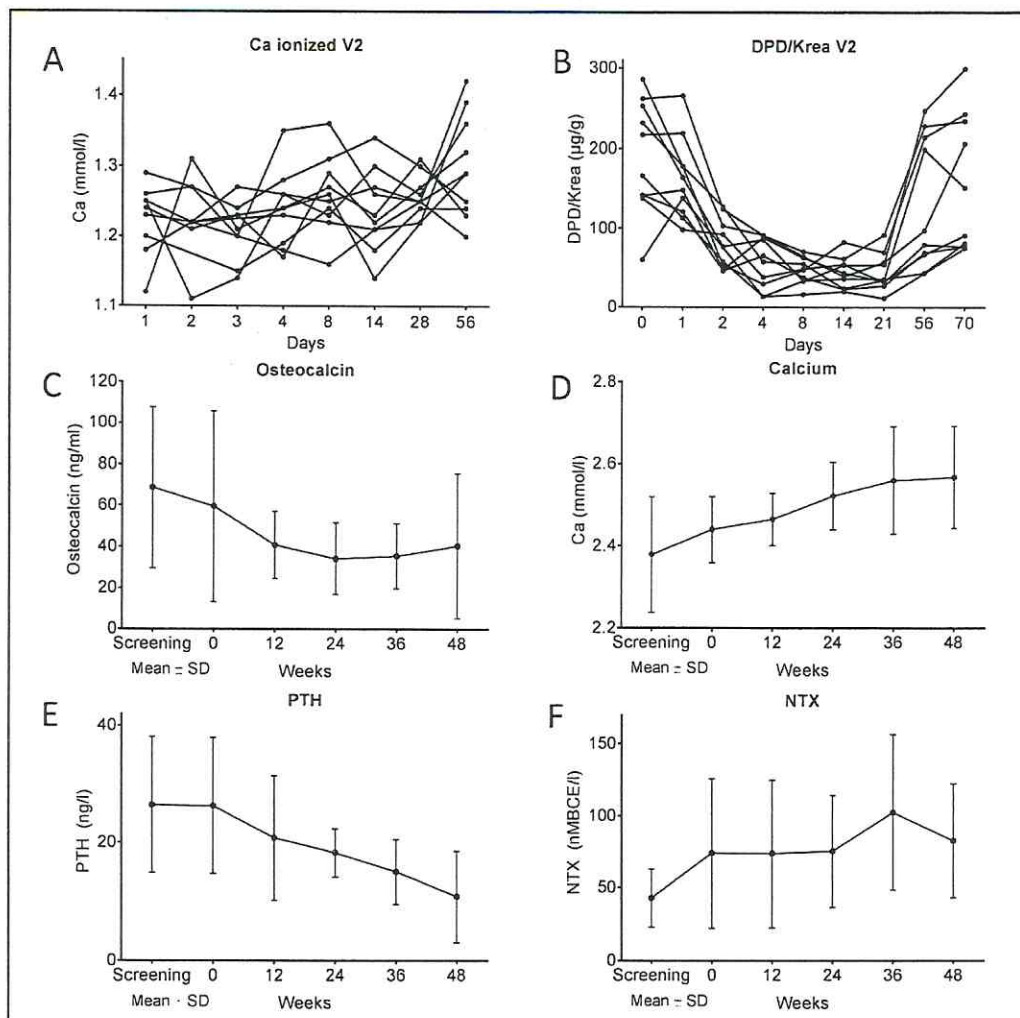 A
Ca ionized V2
Ca (mmol/l)
1.4
1.3
1.2
1.1
1 2 3 4 8 14 28 56
Days
B
DPD/Krea V2
DPD/Krea (µg/g)
300
200
100
0
0 1 2 4 8 14 21 56 70
Days
C
Osteocalcin
Osteocalcin (ng/ml)
120
100
80
60
40
20
0
Screening 0 12 24 36 48
Mean = SD Weeks
D
Calcium
Ca (mmol/l)
2.8
2.6
2.4
2.2
Screening 0 12 24 36 48
Mean = SD Weeks
E
PTH
PTH (ng/l)
40
20
0
Screening 0 12 24 36 48
Mean · SD Weeks
F
NTX
NTX (nMBCE/l)
150
100
50
0
Screening 0 12 24 36 48
Mean = SD Weeks